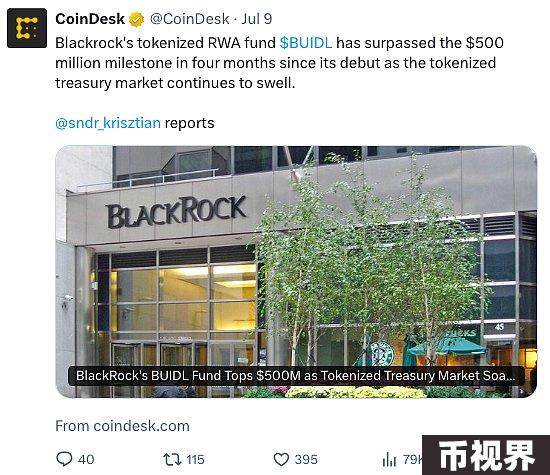 CoinDesk @CoinDesk · Jul 9
Blackrock's tokenized RWA fund $BUIDL has surpassed the $500
million milestone in four months since its debut as the tokenized
treasury market continues to swell.
@sndr_krisztian reports
BLACKROCK
45
BlackRock's BUIDL Fund Tops $500M as Tokenized Treasury Market Soa...
From coindesk.com
40 115 395 79K
币视界